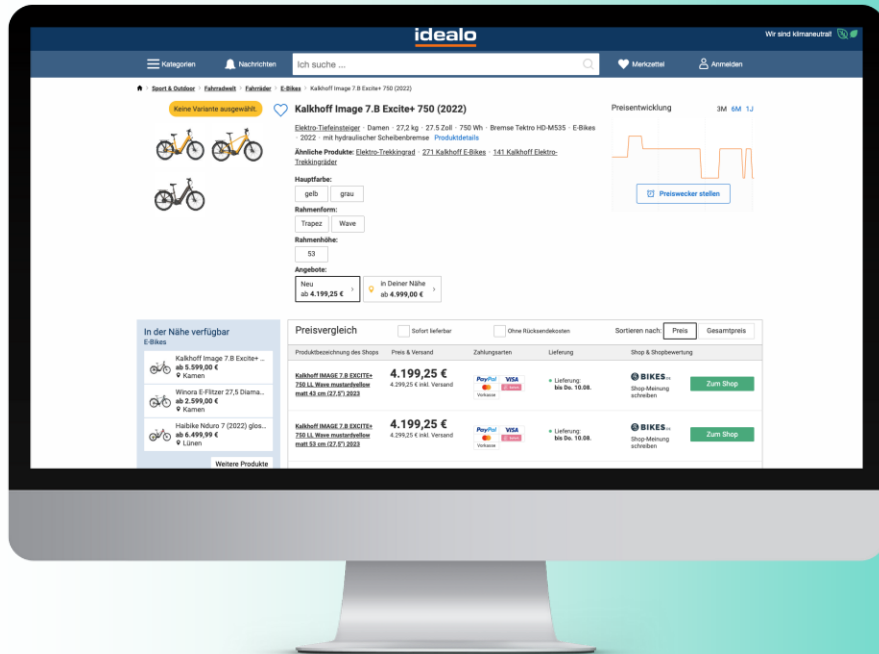 idealo
Wir sind klimaneutral!
Kategorien
Nachrichten
Ich suche ...
Merkzettel
Anmelden
Sport & Outdoor > Fahrradwelt > Fahrräder > E-Bikes > Kalkhoff Image 7.B Excite+ 750 (2022)
Keine Variante ausgewählt.
Kalkhoff Image 7.B Excite+ 750 (2022)
Elektro-Tiefeinsteiger · Damen · 27,2 kg · 27.5 Zoll · 750 Wh · Bremse Tektro HD-M535 · E-Bikes
· 2022 · mit hydraulischer Scheibenbremse Produktdetails
Ähnliche Produkte: Elektro-Trekkingrad · 271 Kalkhoff E-Bikes · 141 Kalkhoff Elektro-
Trekkingräder
Hauptfarbe:
gelb grau
Rahmenform:
Trapez Wave
Rahmenhöhe:
53
Angebote:
Neu
ab 4.199,25 € >
in Deiner Nähe
ab 4.999,00 € >
Preisentwicklung 3M 6M 1J
Preiswecker stellen
In der Nähe verfügbar
E-Bikes
Kalkhoff Image 7.B Excite+ ...
ab 5.599,00 €
Kamen
Winora E-Flitzer 27,5 Diama...
ab 2.599,00 €
Kamen
Haibike Nduro 7 (2022) glos...
ab 6.499,99 €
Lünen
Weitere Produkte
Preisvergleich Sofort lieferbar Ohne Rücksendekosten Sortieren nach: Preis Gesamtpreis
Produktbezeichnung des Shops Preis & Versand Zahlungsarten Lieferung Shop & Shopbewertung
Kalkhoff IMAGE 7.B EXCITE+
750 LL Wave mustardyellow
matt 43 cm (27,5") 2023
4.199,25 €
4.299,25 € inkl. Versand
PayPal VISA
Vorkasse
Lieferung:
bis Do. 10.08.
BIKES
Shop-Meinung
schreiben
Zum Shop
Kalkhoff IMAGE 7.B EXCITE+
750 LL Wave mustardyellow
matt 53 cm (27,5") 2023
4.199,25 €
4.299,25 € inkl. Versand
PayPal VISA
Vorkasse
Lieferung:
bis Do. 10.08.
BIKES
Shop-Meinung
schreiben
Zum Shop